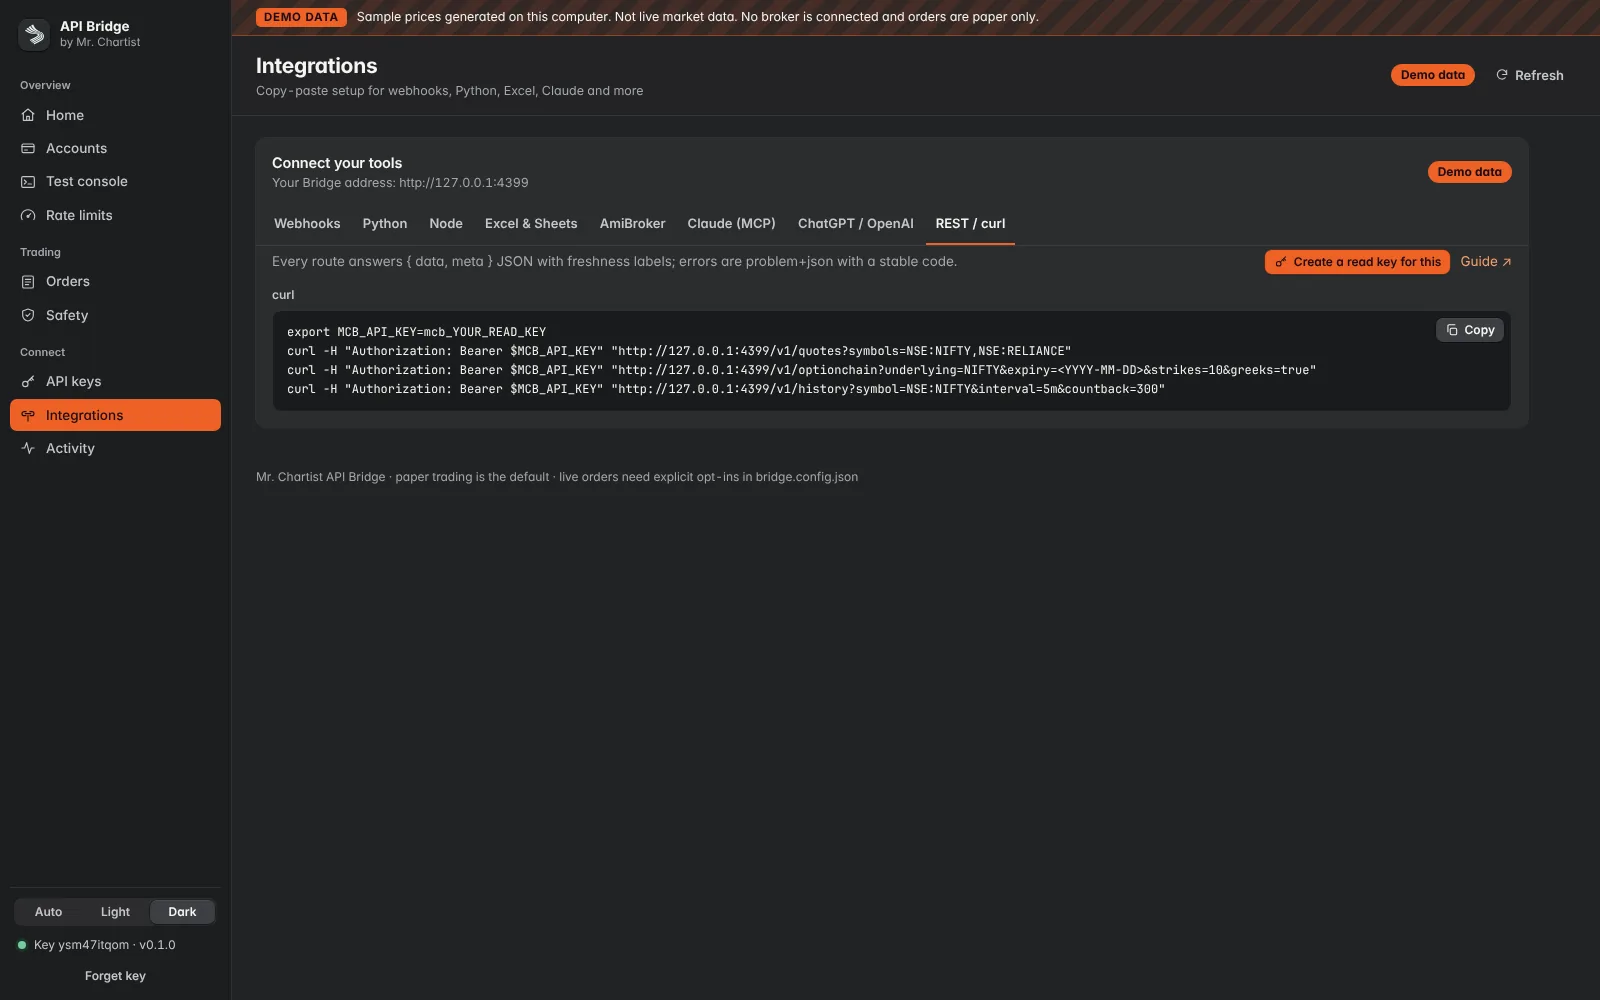 API Bridge
by Mr. Chartist
Overview
Home
Accounts
Test console
Rate limits
Trading
Orders
Safety
Connect
API keys
Integrations
Activity
Auto Light Dark
Key ysm47itqom · v0.1.0
Forget key
DEMO DATA Sample prices generated on this computer. Not live market data. No broker is connected and orders are paper only.
Integrations
Copy-paste setup for webhooks, Python, Excel, Claude and more
Demo data Refresh
Connect your tools
Your Bridge address: http://127.0.0.1:4399
Demo data
Webhooks Python Node Excel & Sheets AmiBroker Claude (MCP) ChatGPT / OpenAI REST / curl
Every route answers { data, meta } JSON with freshness labels; errors are problem+json with a stable code.
Create a read key for this Guide ↗
curl
Copy
export MCB_API_KEY=mcb_YOUR_READ_KEY
curl -H "Authorization: Bearer $MCB_API_KEY" "http://127.0.0.1:4399/v1/quotes?symbols=NSE:NIFTY,NSE:RELIANCE"
curl -H "Authorization: Bearer $MCB_API_KEY" "http://127.0.0.1:4399/v1/optionchain?underlying=NIFTY&expiry=<YYYY-MM-DD>&strikes=10&greeks=true"
curl -H "Authorization: Bearer $MCB_API_KEY" "http://127.0.0.1:4399/v1/history?symbol=NSE:NIFTY&interval=5m&countback=300"
Mr. Chartist API Bridge · paper trading is the default · live orders need explicit opt-ins in bridge.config.json